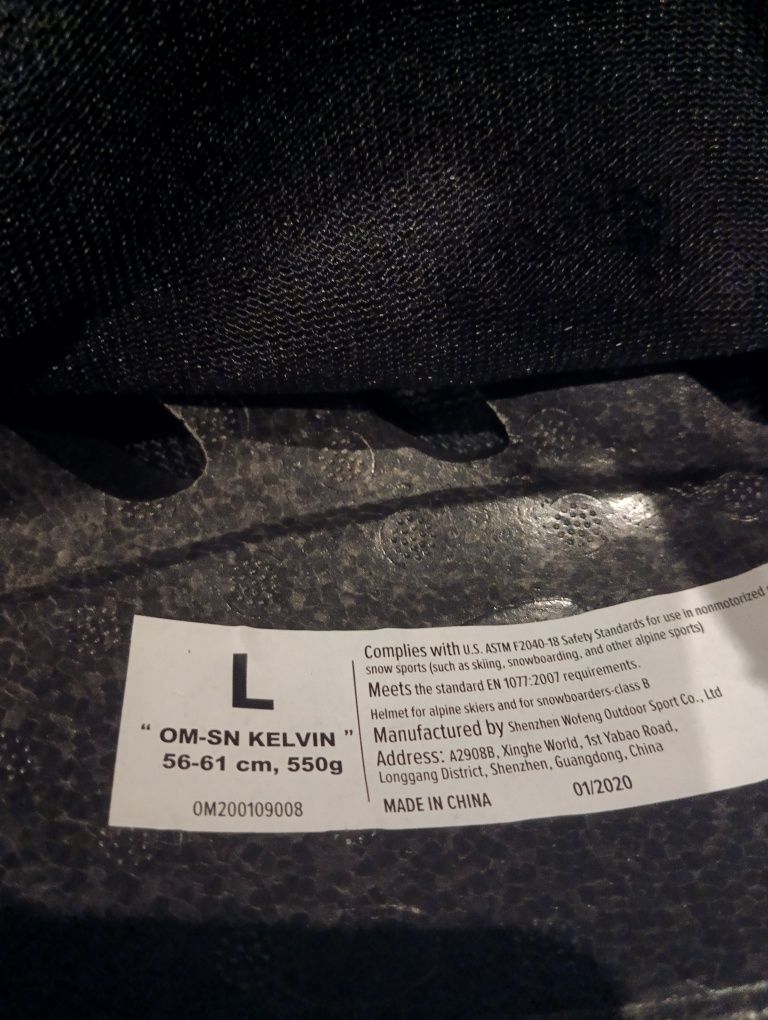 L
“ OM-SN KELVIN ”
56-61 cm, 550g
OM200109008
Complies with U.S. ASTM F2040-18 Safety Standards for use in nonmotorized
snow sports (such as skiing, snowboarding, and other alpine sports)
Meets the standard EN 1077:2007 requirements.
Helmet for alpine skiers and for snowboarders-class B
Manufactured by Shenzhen Wofeng Outdoor Sport Co., Ltd
Address: A2908B, Xinghe World, 1st Yabao Road,
Longgang District, Shenzhen, Guangdong, China
MADE IN CHINA 01/2020